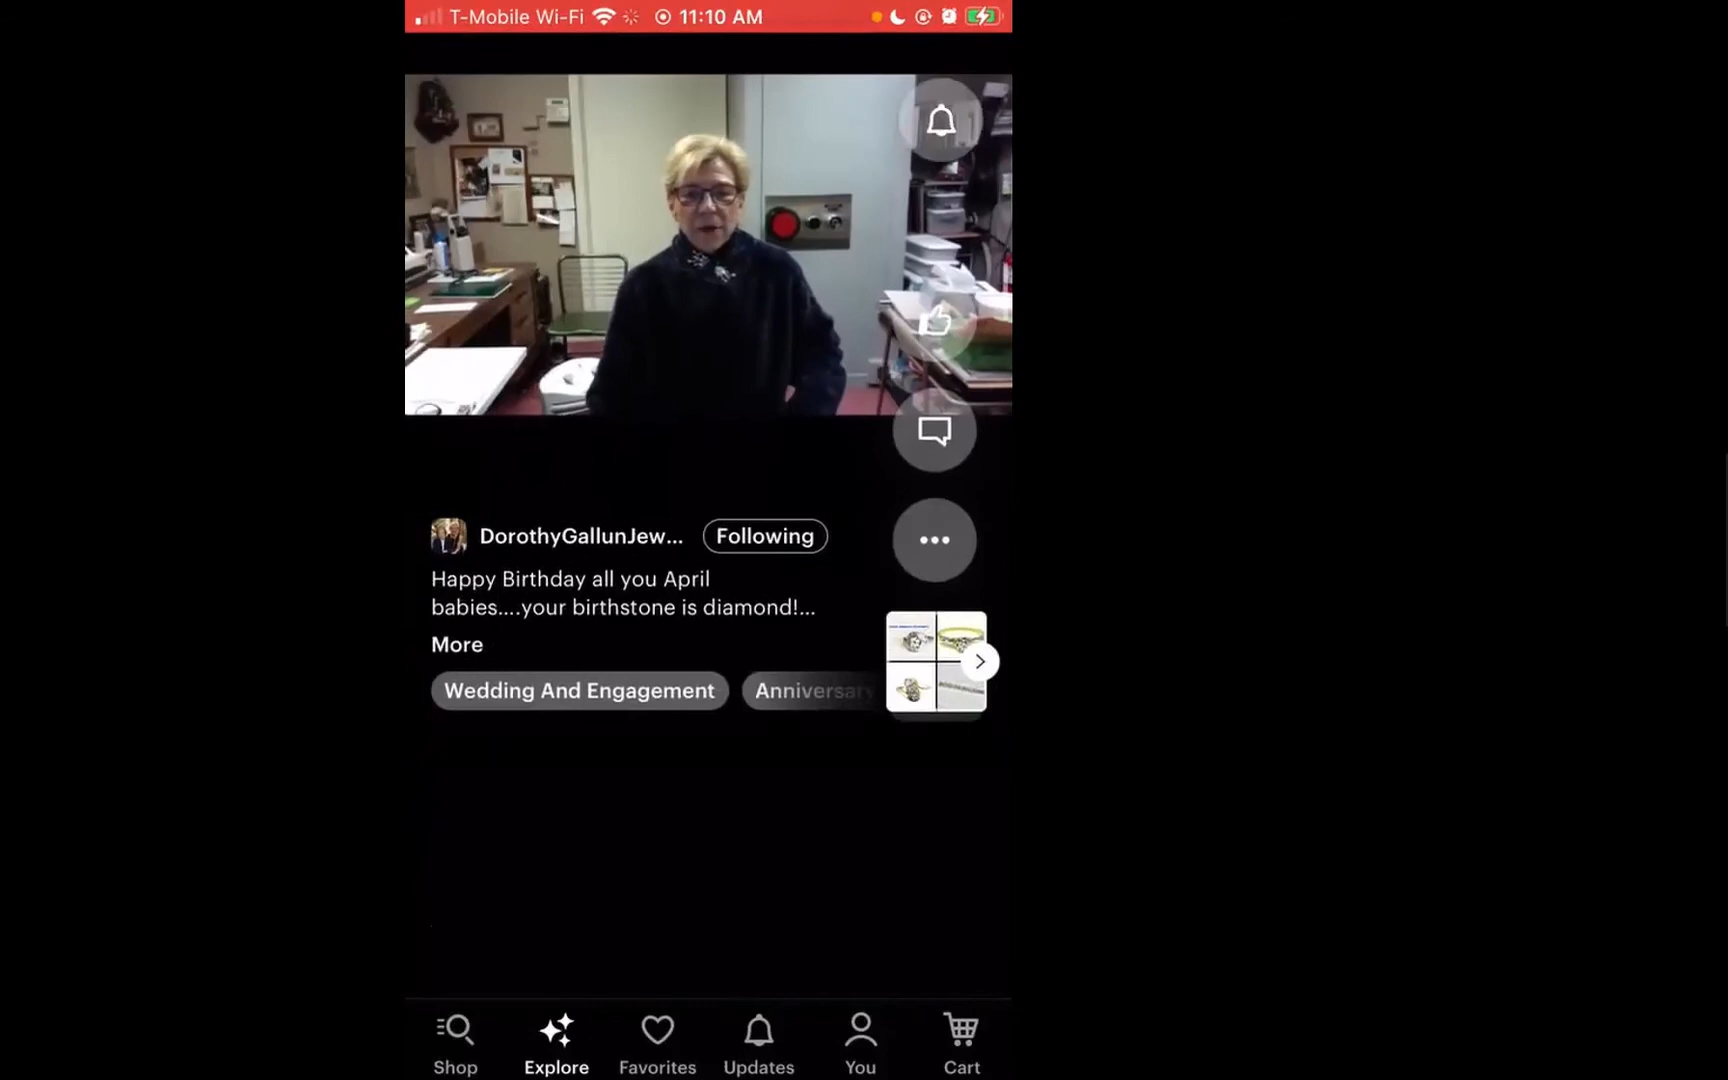 T-Mobile Wi-Fi 11:10 AM
DorothyGallunJew... Following
Happy Birthday all you April
babies....your birthstone is diamond!...
More
Wedding And Engagement Anniversary
Shop Explore Favorites Updates You Cart